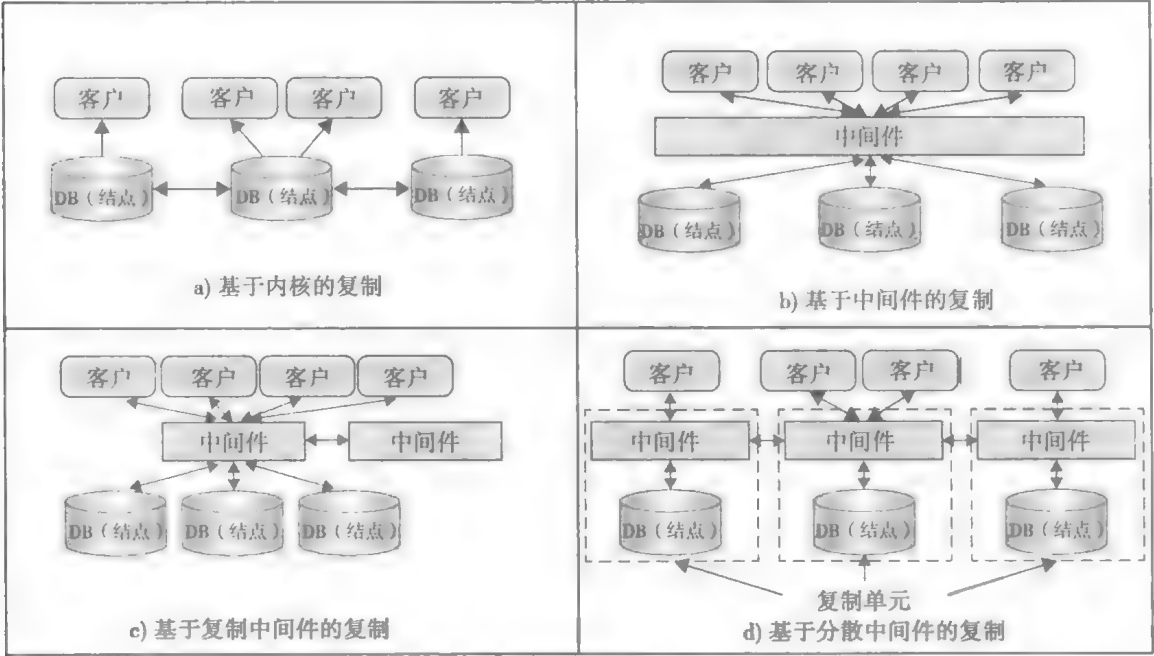 客户 客户 客户 客户
DB（结点） DB（结点） DB（结点）
a) 基于内核的复制
客户 客户 客户 客户
中间件
DB（结点） DB（结点） DB（结点）
b) 基于中间件的复制
客户 客户 客户 客户
中间件 中间件
DB（结点） DB（结点） DB（结点）
c) 基于复制中间件的复制
客户 客户 客户 客户
中间件 中间件 中间件
DB（结点） DB（结点） DB（结点）
复制单元
d) 基于分散中间件的复制